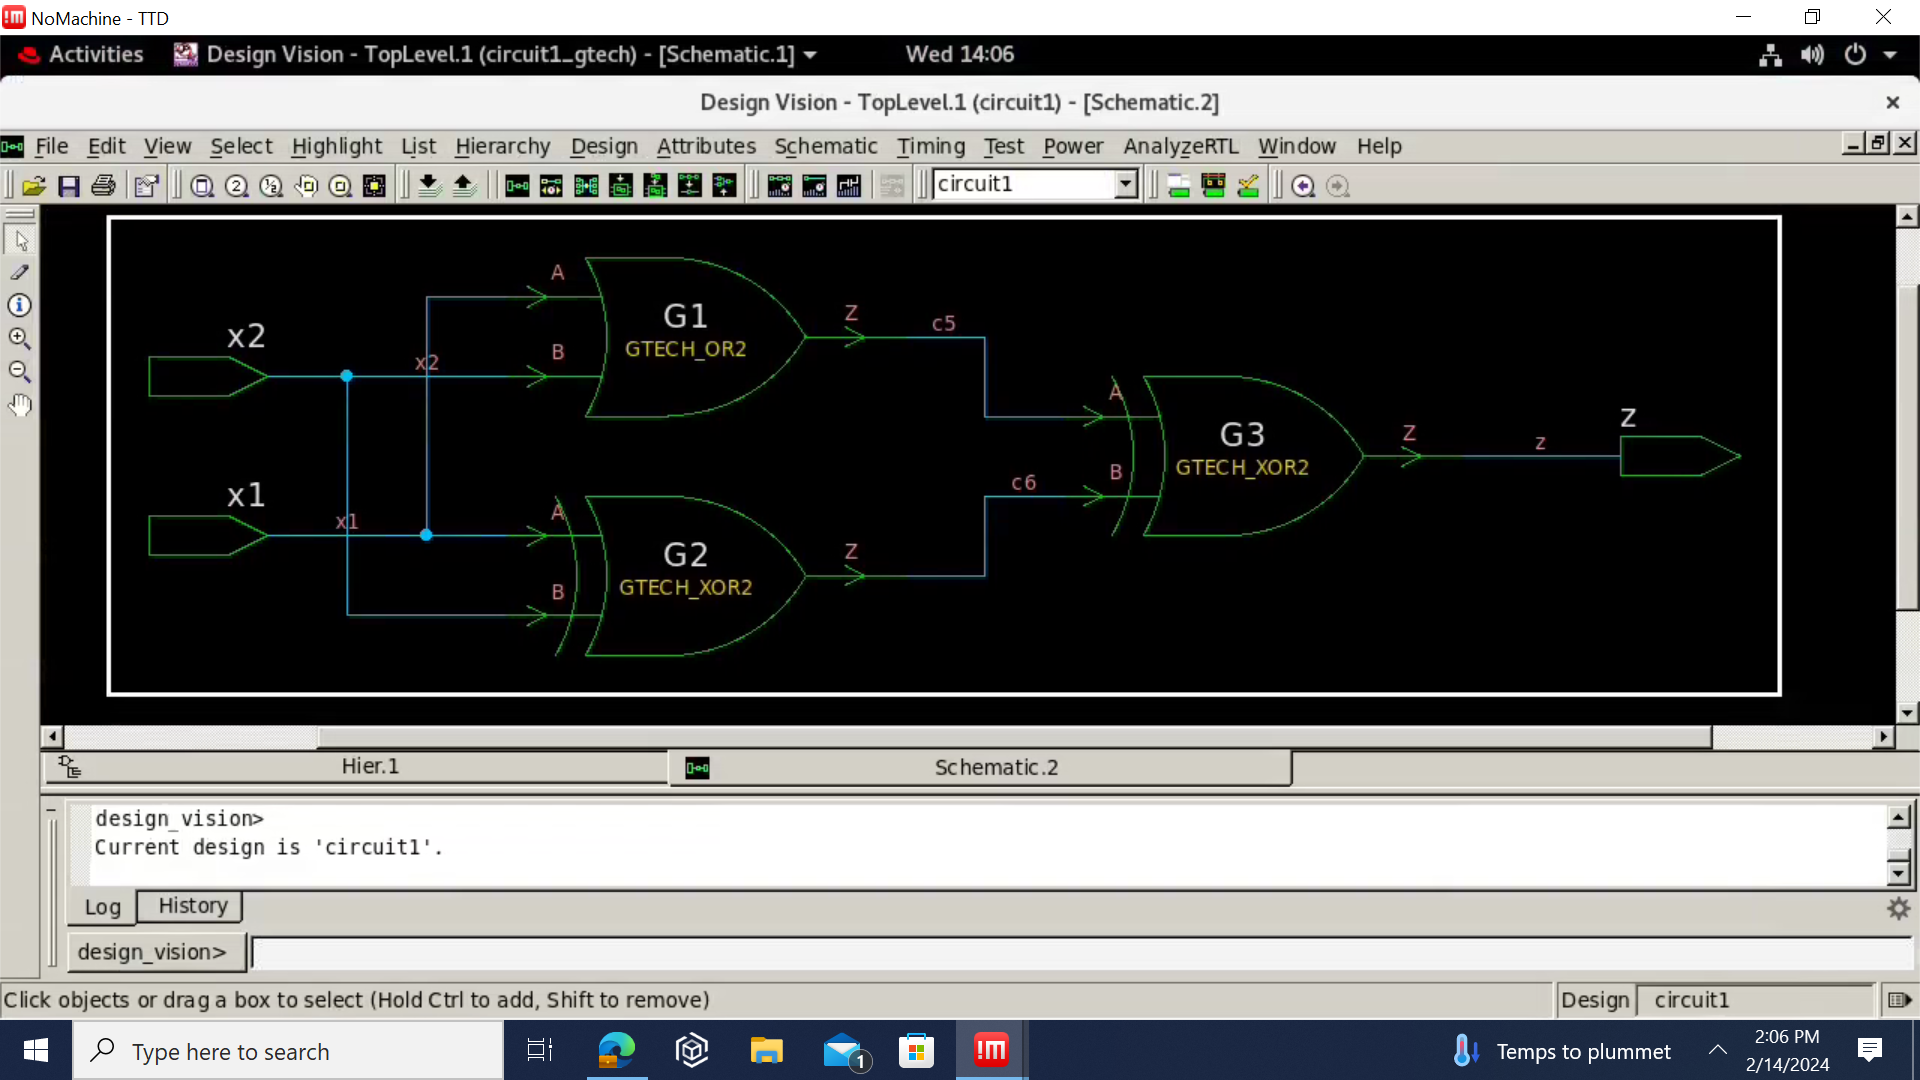 NoMachine - TTD
Activities Design Vision - TopLevel.1 (circuit1_gtech) - [Schematic.1] Wed 14:06
Design Vision - TopLevel.1 (circuit1) - [Schematic.2]
File Edit View Select Highlight List Hierarchy Design Attributes Schematic Timing Test Power AnalyzeRTL Window Help
circuit1
A
G1
GTECH_OR2
Z
c5
x2
x2
B
A
G3
GTECH_XOR2
Z
z
Z
B
c6
x1
x1
A
G2
GTECH_XOR2
Z
B
Hier.1 Schematic.2
design_vision>
Current design is 'circuit1'.
Log History
design_vision>
Click objects or drag a box to select (Hold Ctrl to add, Shift to remove) Design circuit1
Type here to search 1 Temps to plummet 2:06 PM
2/14/2024